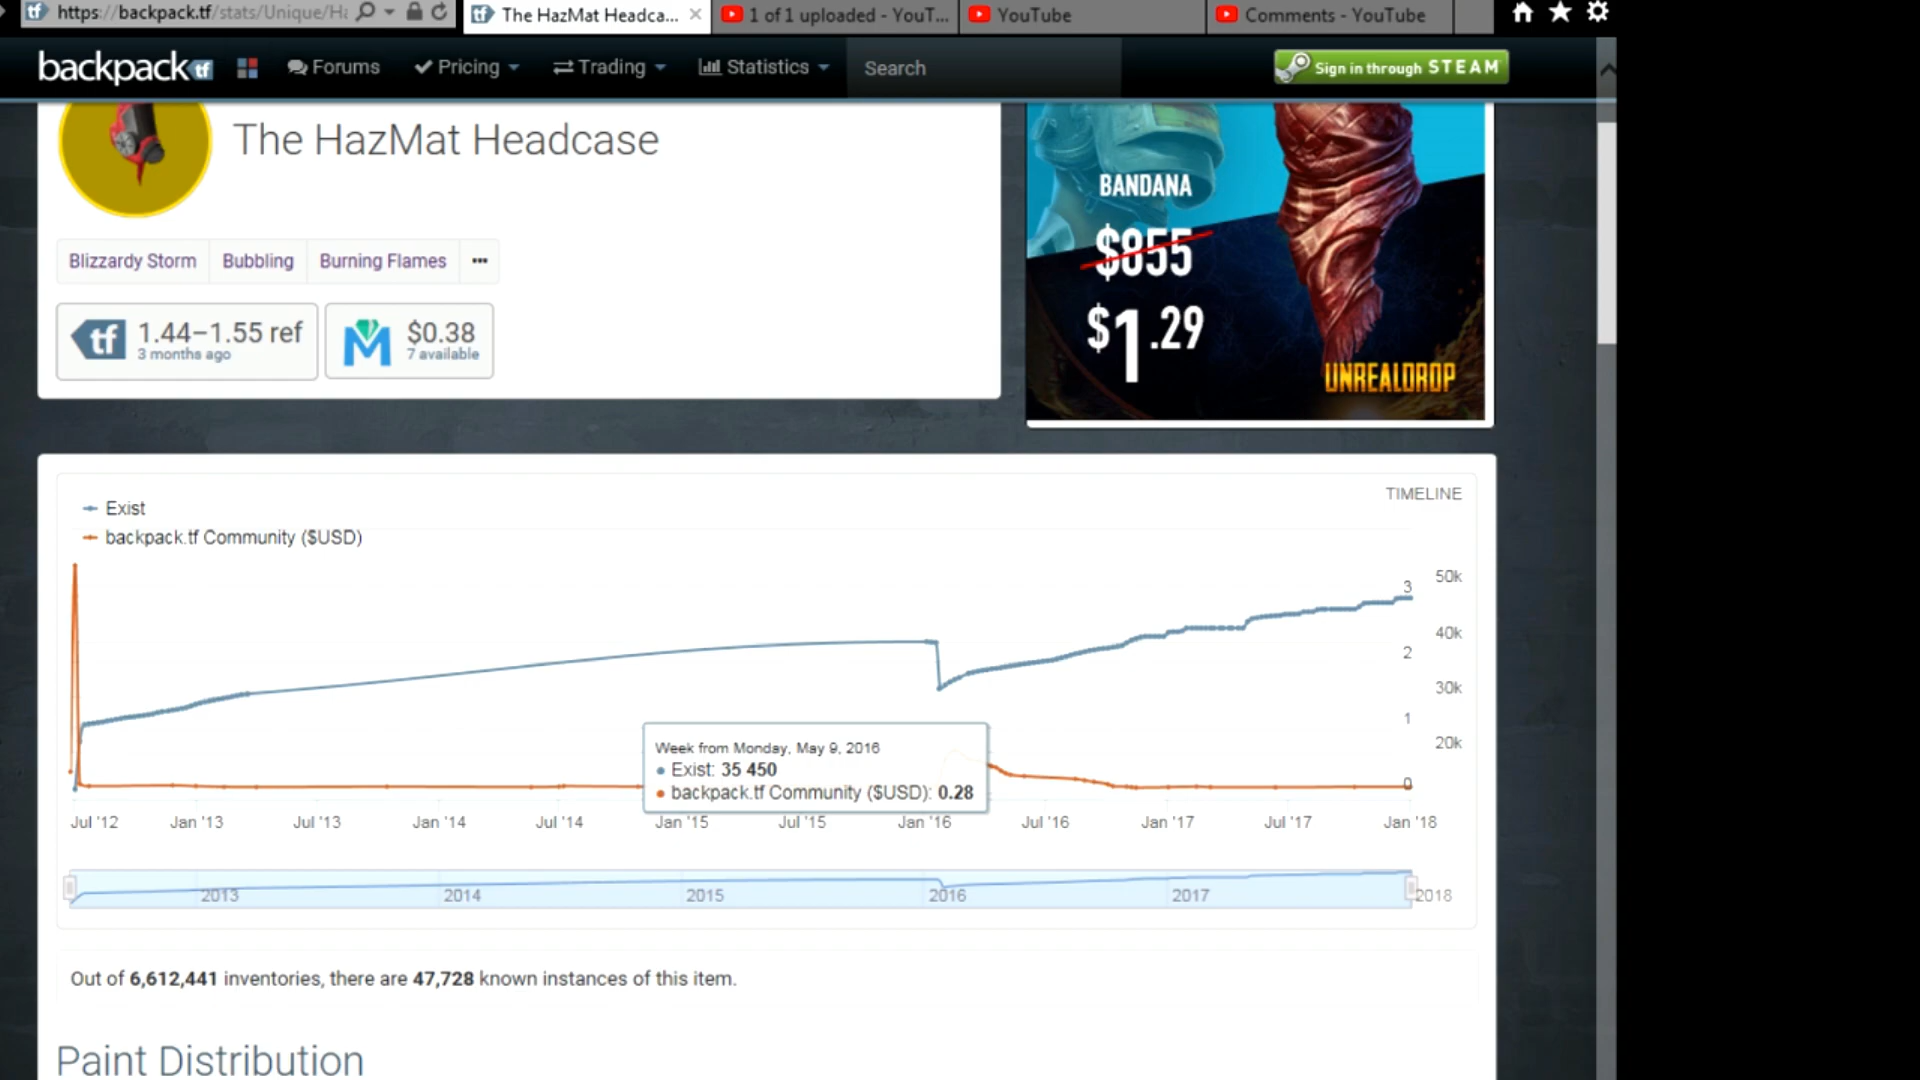 https://backpack.tf/stats/Unique/Ha
The HazMat Headca...
1 of 1 uploaded - YouT...
YouTube
Comments - YouTube
backpack tf
Forums
Pricing
Trading
Statistics
Search
Sign in through STEAM
The HazMat Headcase
Blizzardy Storm
Bubbling
Burning Flames
•••
tf
1.44–1.55 ref
3 months ago
$0.38
7 available
BANDANA
$855
$1.29
UNREALDROP
TIMELINE
Exist
backpack.tf Community ($USD)
50k
3
40k
2
30k
1
20k
0
Week from Monday, May 9, 2016
Exist: 35 450
backpack.tf Community ($USD): 0.28
Jul '12 Jan '13 Jul '13 Jan '14 Jul '14 Jan '15 Jul '15 Jan '16 Jul '16 Jan '17 Jul '17 Jan '18
2013 2014 2015 2016 2017 2018
Out of 6,612,441 inventories, there are 47,728 known instances of this item.
Paint Distribution